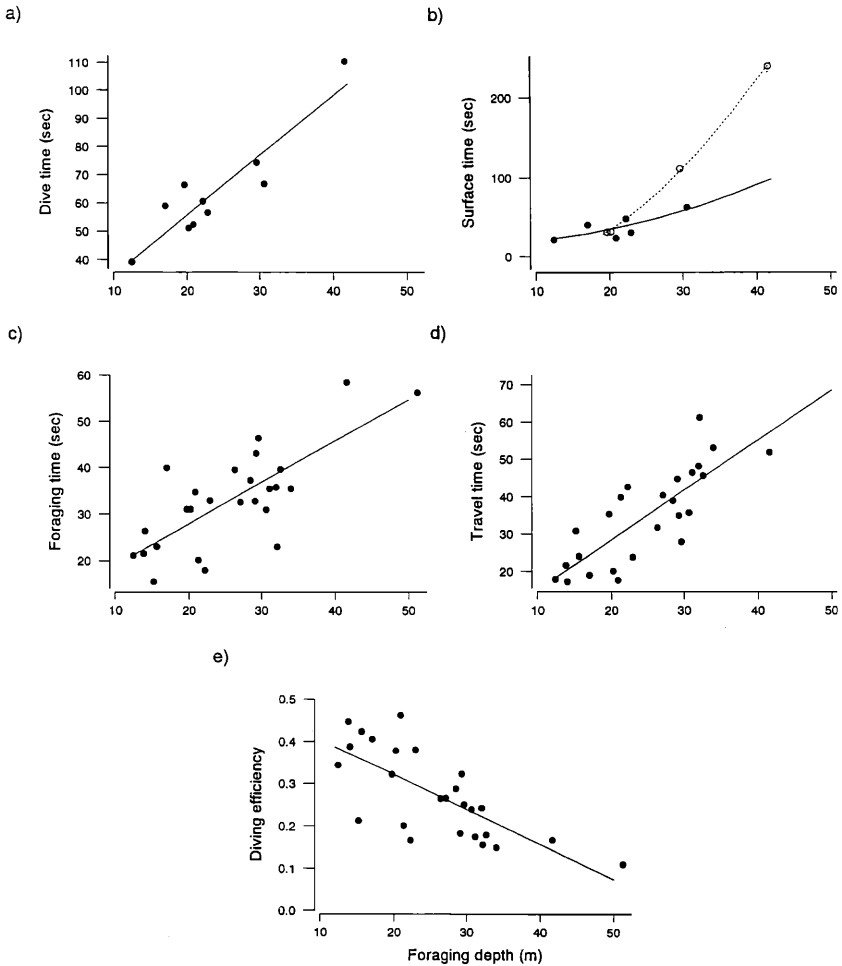 a)
Dive time (sec)
110
100
90
80
70
60
50
40
10 20 30 40 50
b)
Surface time (sec)
200
100
0
10 20 30 40 50
c)
Foraging time (sec)
60
50
40
30
20
10 20 30 40 50
d)
Travel time (sec)
70
60
50
40
30
20
10 20 30 40 50
e)
Diving efficiency
0.5
0.4
0.3
0.2
0.1
0.0
10 20 30 40 50
Foraging depth (m)